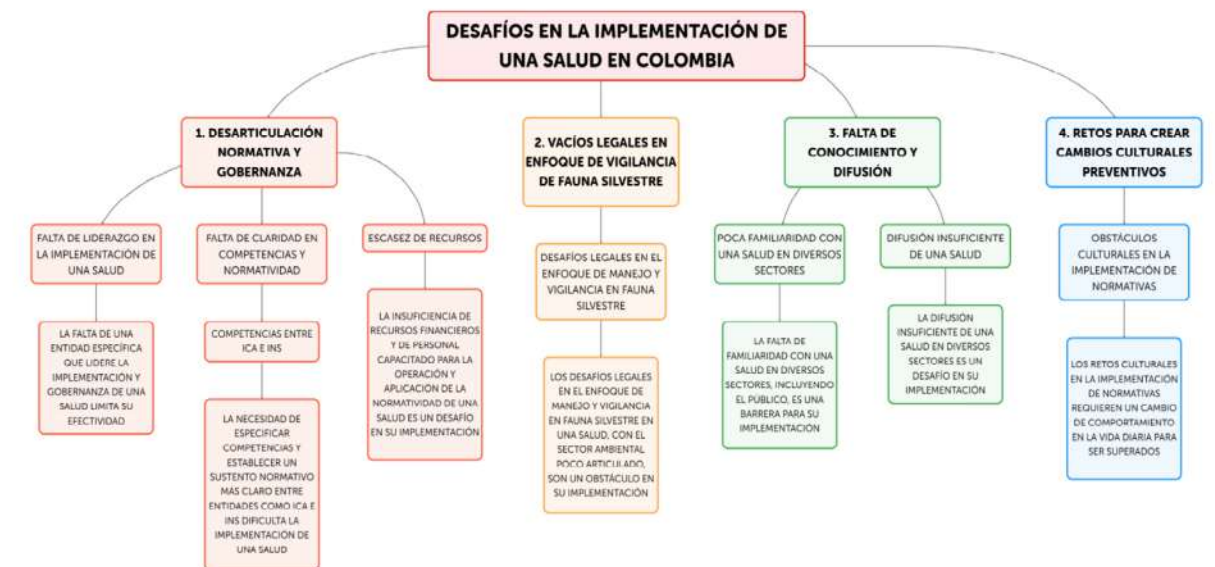 DESAFÍOS EN LA IMPLEMENTACIÓN DE
UNA SALUD EN COLOMBIA
1. DESARTICULACIÓN
NORMATIVA Y
GOBERNANZA
FALTA DE LIDERAZGO EN
LA IMPLEMENTACIÓN DE
UNA SALUD
LA FALTA DE UNA
ENTIDAD ESPECÍFICA
QUE LIDERE LA
IMPLEMENTACIÓN Y
GOBERNANZA DE UNA
SALUD LIMITA SU
EFECTIVIDAD
FALTA DE CLARIDAD EN
COMPETENCIAS Y
NORMATIVIDAD
COMPETENCIAS ENTRE
ICA E INS
LA NECESIDAD DE
ESPECIFICAR
COMPETENCIAS Y
ESTABLECER UN
SUSTENTO NORMATIVO
MÁS CLARO ENTRE
ENTIDADES COMO ICA E
INS DIFICULTA LA
IMPLEMENTACIÓN DE
UNA SALUD
ESCASEZ DE RECURSOS
LA INSUFICIENCIA DE
RECURSOS FINANCIEROS
Y DE PERSONAL
CAPACITADO PARA LA
OPERACIÓN Y
APLICACIÓN DE LA
NORMATIVIDAD DE UNA
SALUD ES UN DESAFÍO
EN SU IMPLEMENTACIÓN
2. VACÍOS LEGALES EN
ENFOQUE DE VIGILANCIA
DE FAUNA SILVESTRE
DESAFÍOS LEGALES EN EL
ENFOQUE DE MANEJO Y
VIGILANCIA EN FAUNA
SILVESTRE
LOS DESAFÍOS LEGALES
EN EL ENFOQUE DE
MANEJO Y VIGILANCIA
EN FAUNA SILVESTRE EN
UNA SALUD, CON EL
SECTOR AMBIENTAL
POCO ARTICULADO,
SON UN OBSTÁCULO EN
SU IMPLEMENTACIÓN
3. FALTA DE
CONOCIMIENTO Y
DIFUSIÓN
POCA FAMILIARIDAD CON
UNA SALUD EN DIVERSOS
SECTORES
LA FALTA DE
FAMILIARIDAD CON UNA
SALUD EN DIVERSOS
SECTORES, INCLUYENDO
EL PÚBLICO, ES UNA
BARRERA PARA SU
IMPLEMENTACIÓN
DIFUSIÓN INSUFICIENTE
DE UNA SALUD
LA DIFUSIÓN
INSUFICIENTE DE UNA
SALUD EN DIVERSOS
SECTORES ES UN
DESAFÍO EN SU
IMPLEMENTACIÓN
4. RETOS PARA CREAR
CAMBIOS CULTURALES
PREVENTIVOS
OBSTÁCULOS
CULTURALES EN LA
IMPLEMENTACIÓN DE
NORMATIVAS
LOS RETOS CULTURALES
EN LA IMPLEMENTACIÓN
DE NORMATIVAS
REQUIEREN UN CAMBIO
DE COMPORTAMIENTO
EN LA VIDA DIARIA PARA
SER SUPERADOS